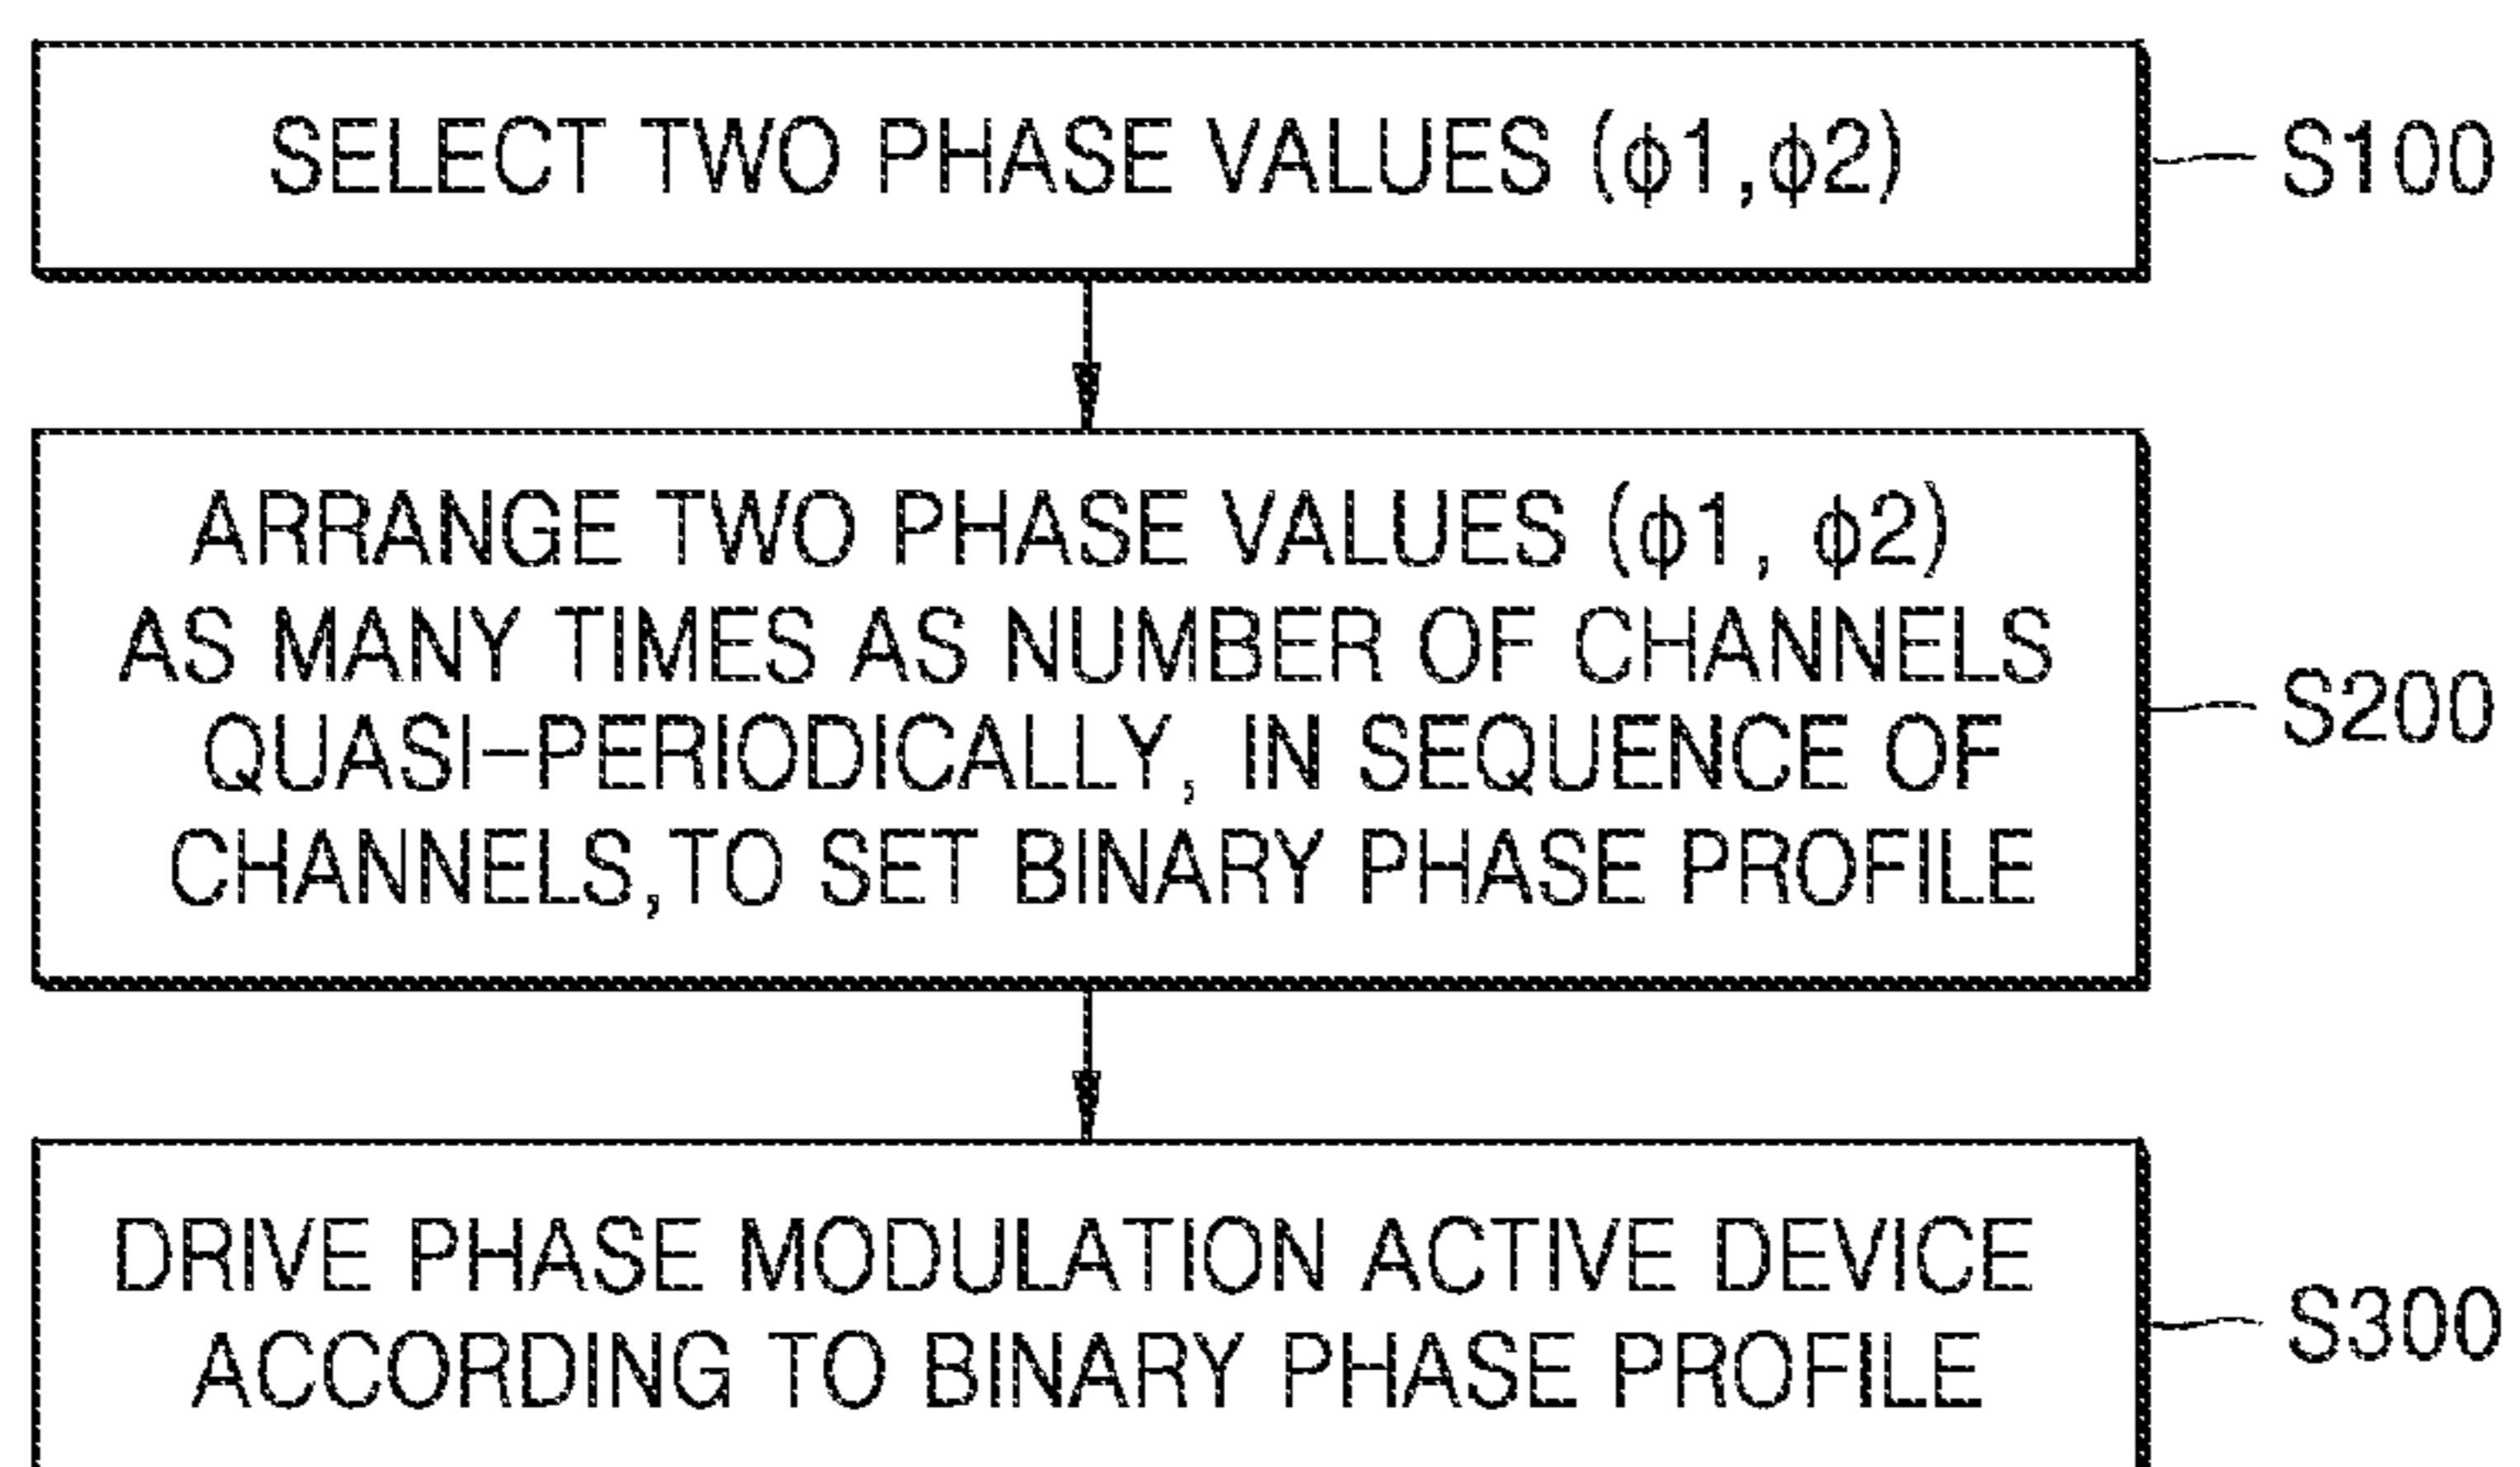 SELECT TWO PHASE VALUES (ϕ1,ϕ2)
S100
ARRANGE TWO PHASE VALUES (ϕ1, ϕ2)
AS MANY TIMES AS NUMBER OF CHANNELS
QUASI-PERIODICALLY, IN SEQUENCE OF
CHANNELS,TO SET BINARY PHASE PROFILE
S200
DRIVE PHASE MODULATION ACTIVE DEVICE
ACCORDING TO BINARY PHASE PROFILE
S300